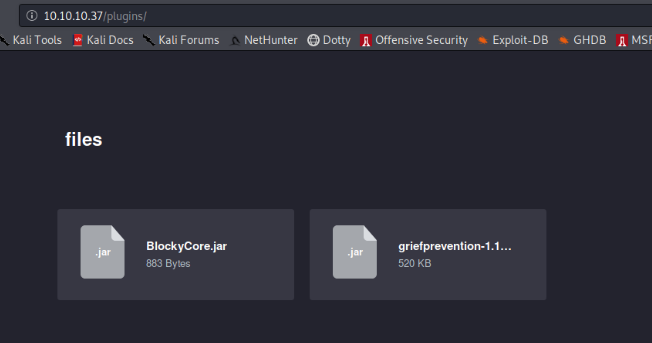 10.10.10.37/plugins/
Kali Tools Kali Docs Kali Forums NetHunter Dotty Offensive Security Exploit-DB GHDB MSF
files
.jar BlockyCore.jar
883 Bytes
.jar griefprevention-1.1...
520 KB